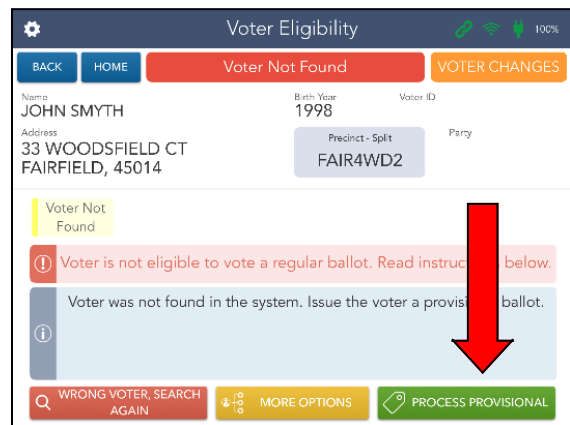 Voter Eligibility
100%
BACK
HOME
Voter Not Found
VOTER CHANGES
Name
JOHN SMYTH
Birth Year
1998
Voter ID
Address
33 WOODSFIELD CT
FAIRFIELD, 45014
Precinct - Split
FAIR4WD2
Party
Voter Not
Found
Voter is not eligible to vote a regular ballot. Read below.
Voter was not found in the system. Issue the voter a ballot.
WRONG VOTER, SEARCH
AGAIN
MORE OPTIONS
PROCESS PROVISIONAL